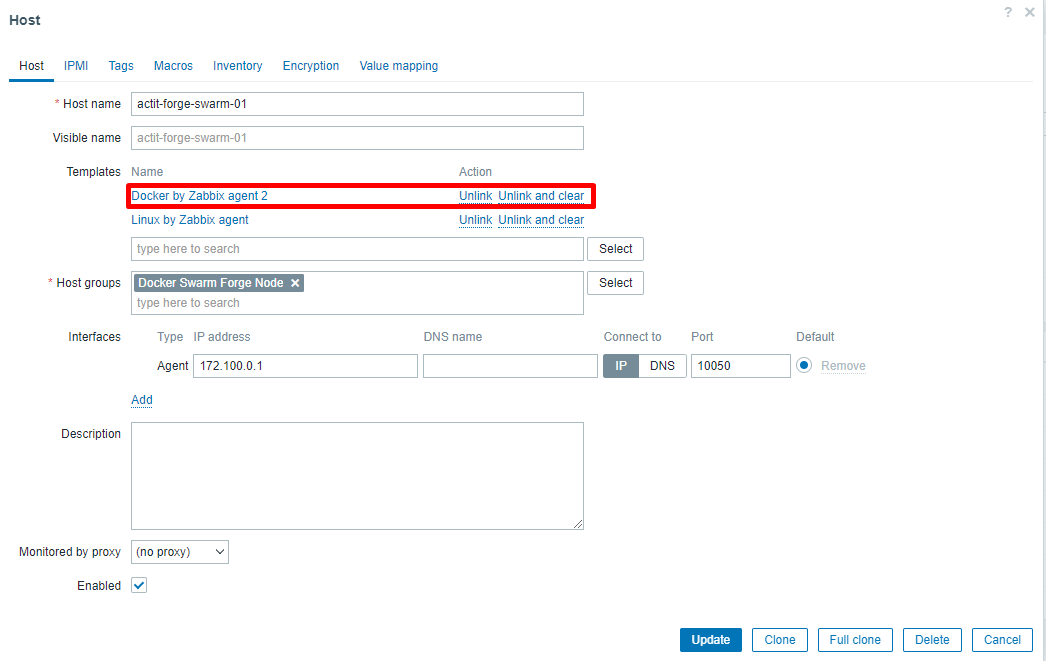 Host
? ✕
Host IPMI Tags Macros Inventory Encryption Value mapping
* Host name actit-forge-swarm-01
Visible name actit-forge-swarm-01
Templates Name Action
Docker by Zabbix agent 2 Unlink Unlink and clear
Linux by Zabbix agent Unlink Unlink and clear
type here to search Select
* Host groups Docker Swarm Forge Node ✕ Select
type here to search
Interfaces Type IP address DNS name Connect to Port Default
Agent 172.100.0.1 IP DNS 10050 Remove
Add
Description
Monitored by proxy (no proxy)
Enabled
Update Clone Full clone Delete Cancel